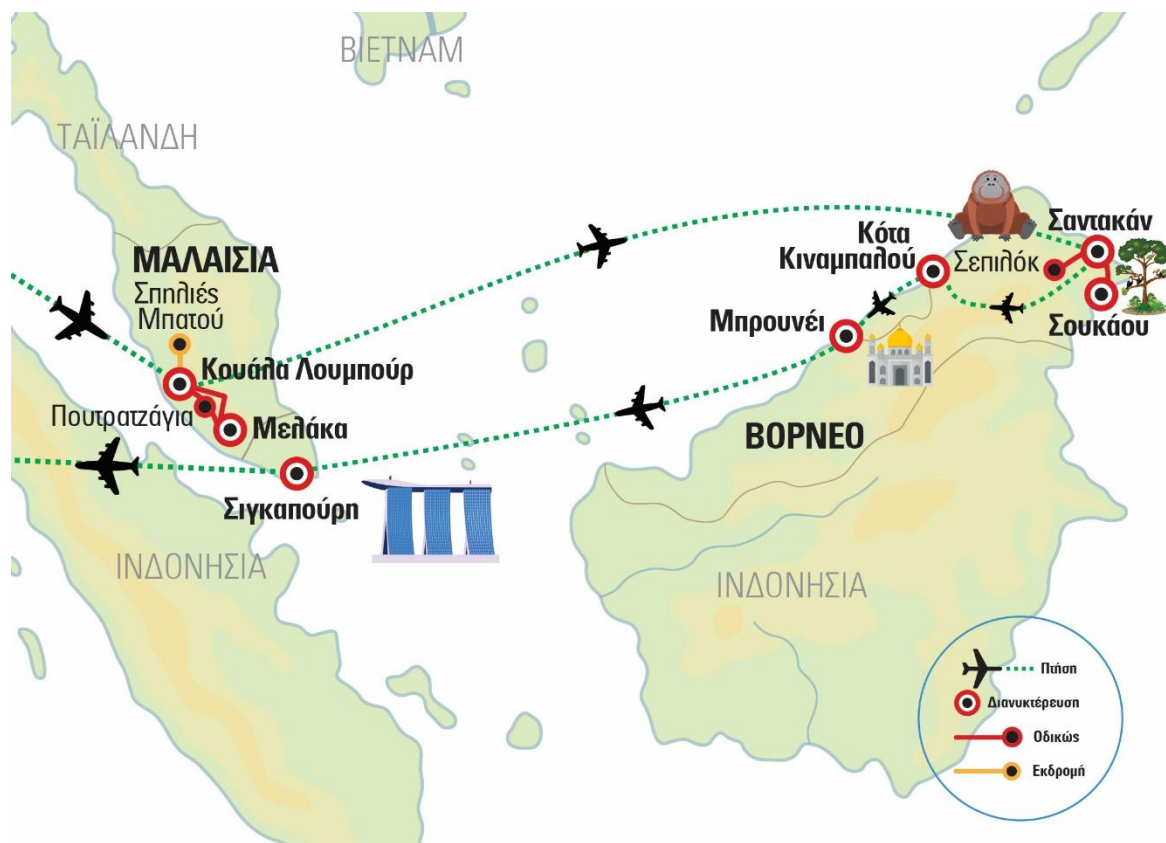 ΒΙΕΤΝΑΜ
ΤΑΪΛΑΝΔΗ
ΜΑΛΑΙΣΙΑ
Σπηλιές
Μπατού
Κουάλα Λουμπούρ
Πουτρατζάγια
Μελάκα
Σιγκαπούρη
ΙΝΔΟΝΗΣΙΑ
Κότα
Κιναμπαλού
Σαντακάν
Σεπιλόκ
Σουκάου
Μπρουνέι
ΒΟΡΝΕΟ
ΙΝΔΟΝΗΣΙΑ
Πτήση
Διανυκτέρευση
Οδικώς
Εκδρομή